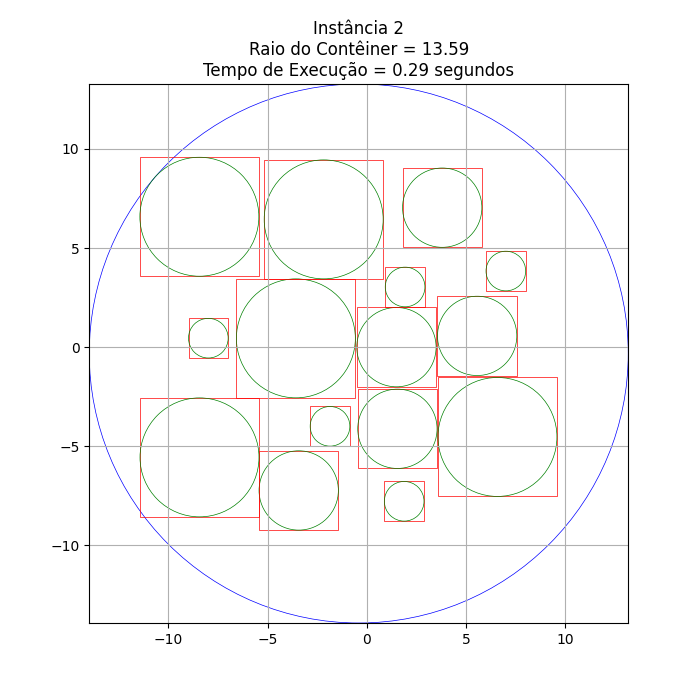 Instância 2
Raio do Contêiner = 13.59
Tempo de Execução = 0.29 segundos
10
5
0
−5
−10
−10 −5 0 5 10